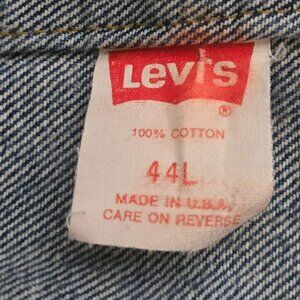 Levi's
®
100% COTTON
44L
MADE IN U.S.A.
CARE ON REVERSE